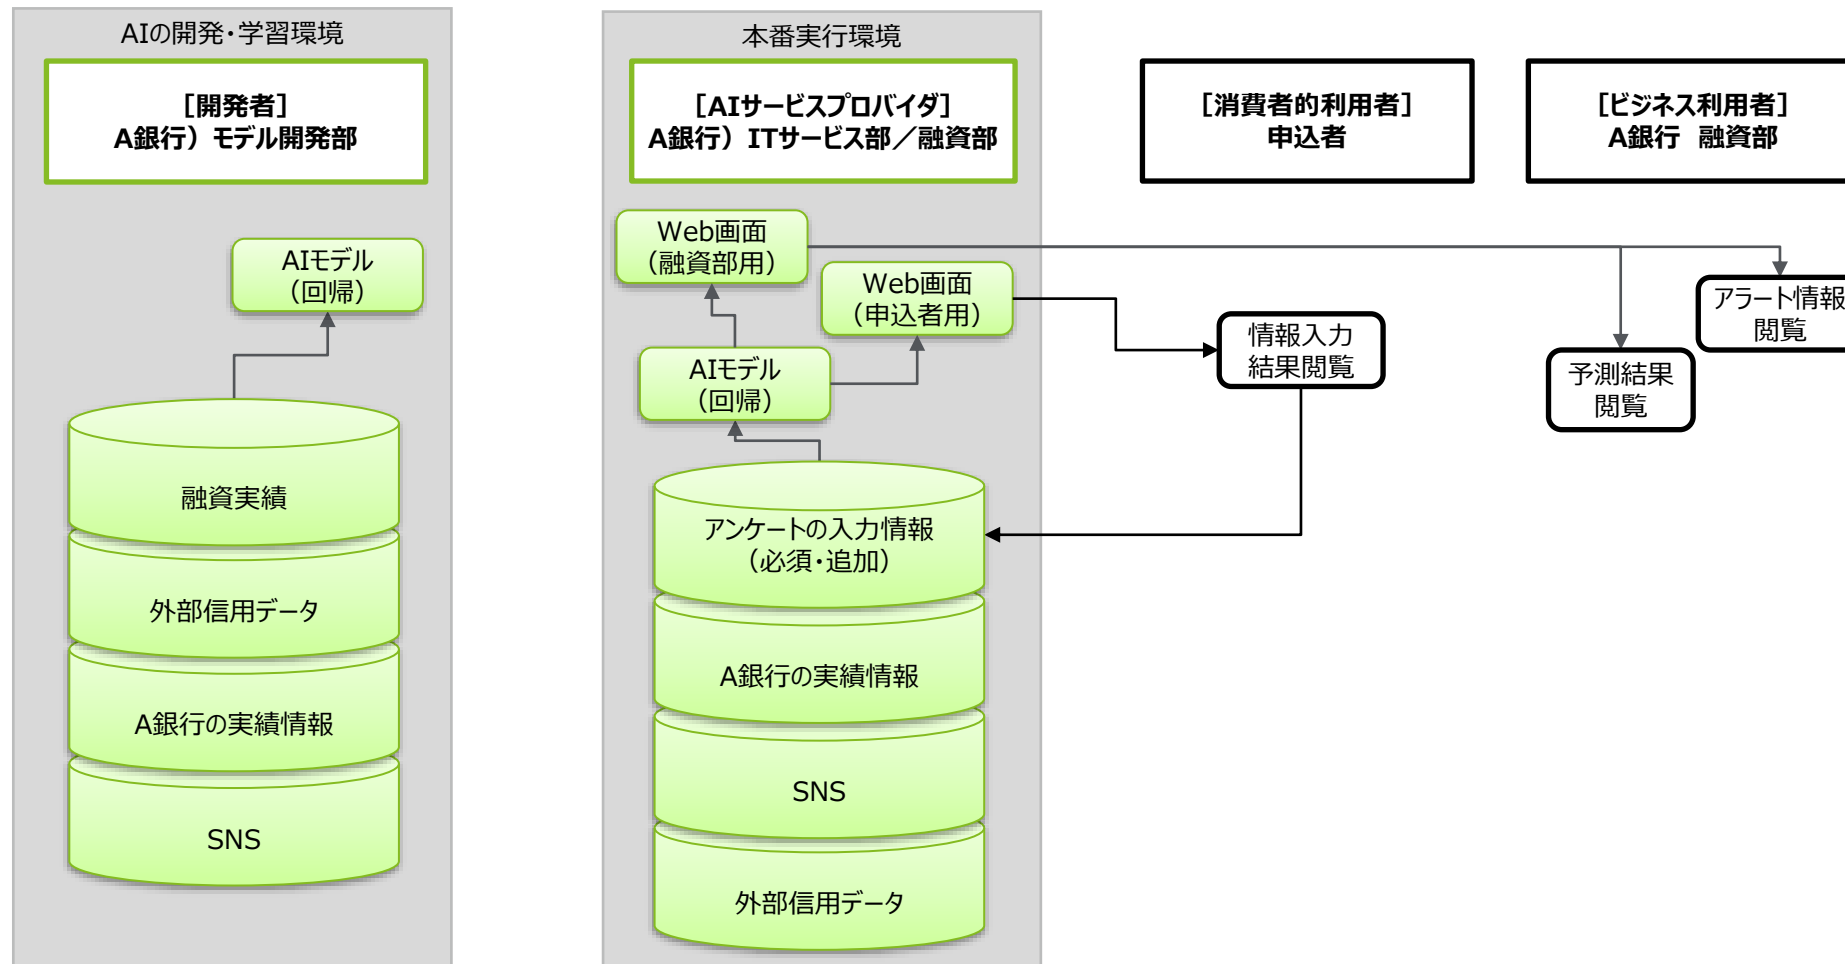 AIの開発・学習環境
[開発者]
A銀行）モデル開発部
AIモデル
（回帰）
融資実績
外部信用データ
A銀行の実績情報
SNS
本番実行環境
[AIサービスプロバイダ]
A銀行）ITサービス部／融資部
Web画面
（融資部用）
Web画面
（申込者用）
AIモデル
（回帰）
アンケートの入力情報
（必須・追加）
A銀行の実績情報
SNS
外部信用データ
[消費者的利用者]
申込者
情報入力
結果閲覧
[ビジネス利用者]
A銀行 融資部
アラート情報
閲覧
予測結果
閲覧